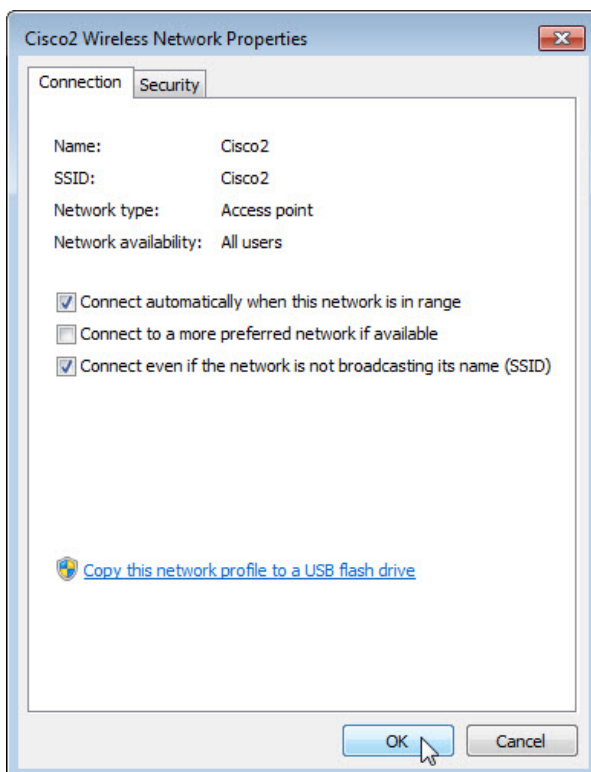 Cisco2 Wireless Network Properties
Connection Security
Name: Cisco2
SSID: Cisco2
Network type: Access point
Network availability: All users
Connect automatically when this network is in range
Connect to a more preferred network if available
Connect even if the network is not broadcasting its name (SSID)
Copy this network profile to a USB flash drive
OK Cancel